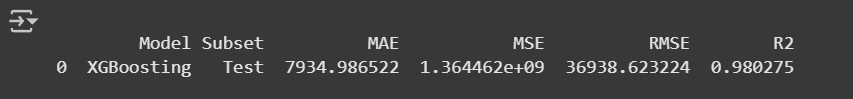 Model Subset MAE MSE RMSE R2
0 XGBoosting Test 7934.986522 1.364462e+09 36938.623224 0.980275